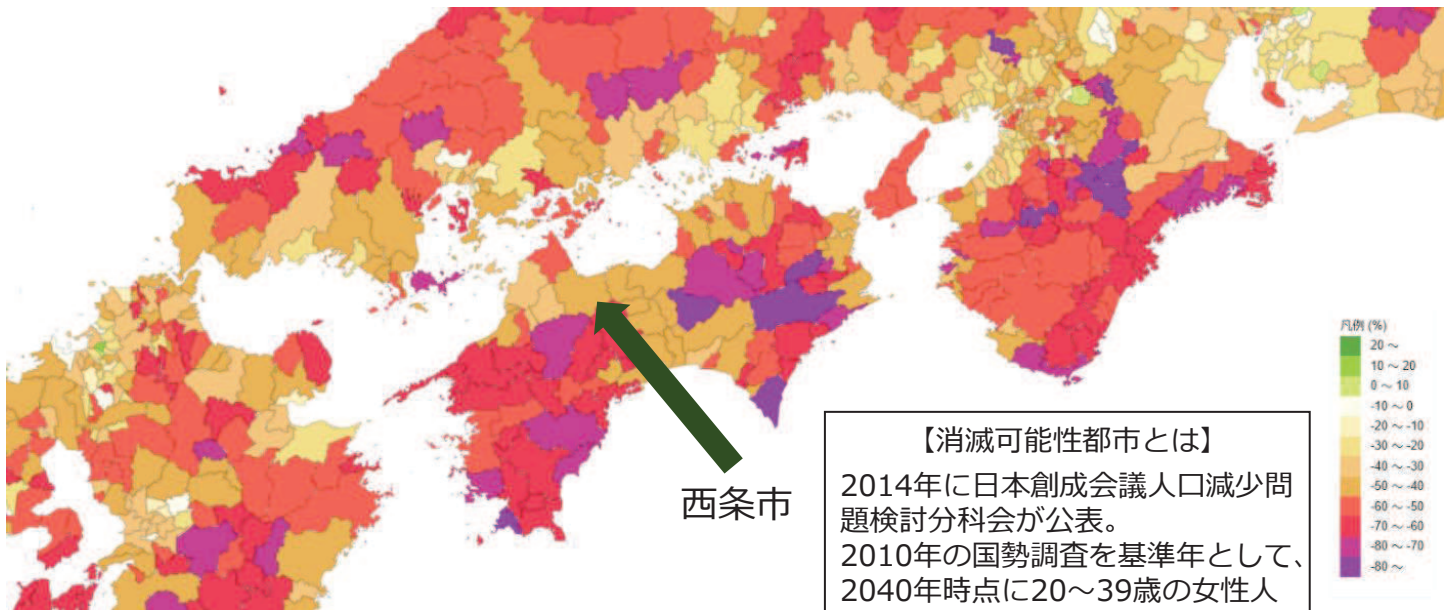 西条市
【消滅可能性都市とは】
2014年に日本創成会議人口減少問
題検討分科会が公表。
2010年の国勢調査を基準年として、
2040年時点に20～39歳の女性人
凡例 (%)
20 ～
10 ～ 20
0 ～ 10
-10 ～ 0
-20 ～ -10
-30 ～ -20
-40 ～ -30
-50 ～ -40
-60 ～ -50
-70 ～ -60
-80 ～ -70
-80 ～